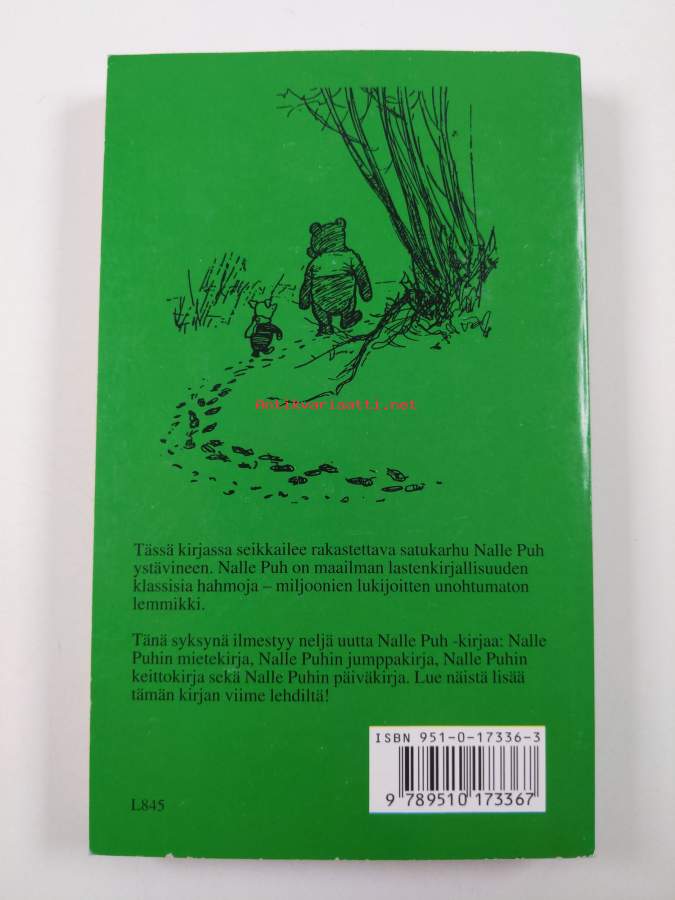 Antikvariaatti.net
Tässä kirjassa seikkailee rakastettava satukarhu Nalle Puh
ystävineen. Nalle Puh on maailman lastenkirjallisuuden
klassisia hahmoja – miljoonien lukijoitten unohtumaton
lemmikki.
Tänä syksynä ilmestyy neljä uutta Nalle Puh -kirjaa: Nalle
Puhin mietekirja, Nalle Puhin jumppakirja, Nalle Puhin
keittokirja sekä Nalle Puhin päiväkirja. Lue näistä lisää
tämän kirjan viime lehdiltä!
ISBN 951-0-17336-3
9 789510 173367
L845